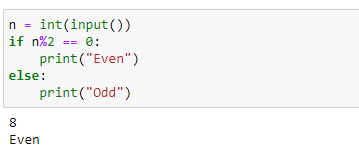 n = int(input())
if n%2 == 0:
    print("Even")
else:
    print("Odd")
8
Even